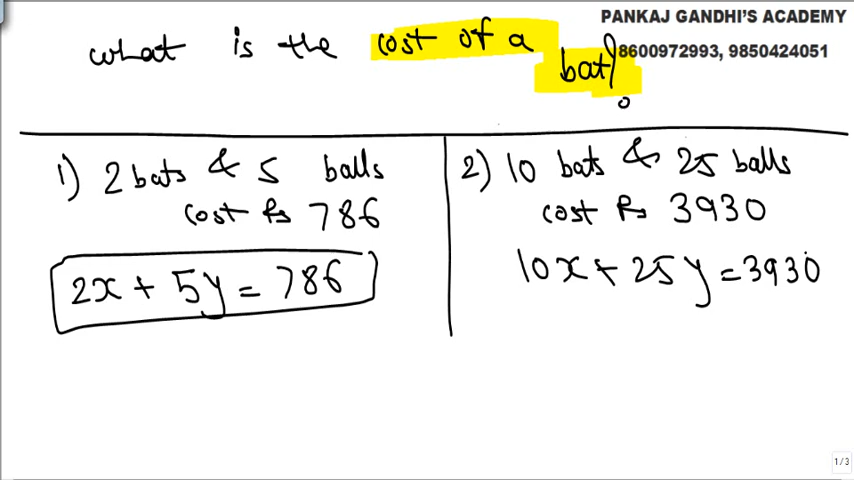 PANKAJ GANDHI'S ACADEMY
8600972993, 9850424051
what is the cost of a
bat?
1) 2 bats & 5 balls
cost Rs 786
2x + 5y = 786
2) 10 bats & 25 balls
cost Rs 3930
10x + 25y = 3930
1/3